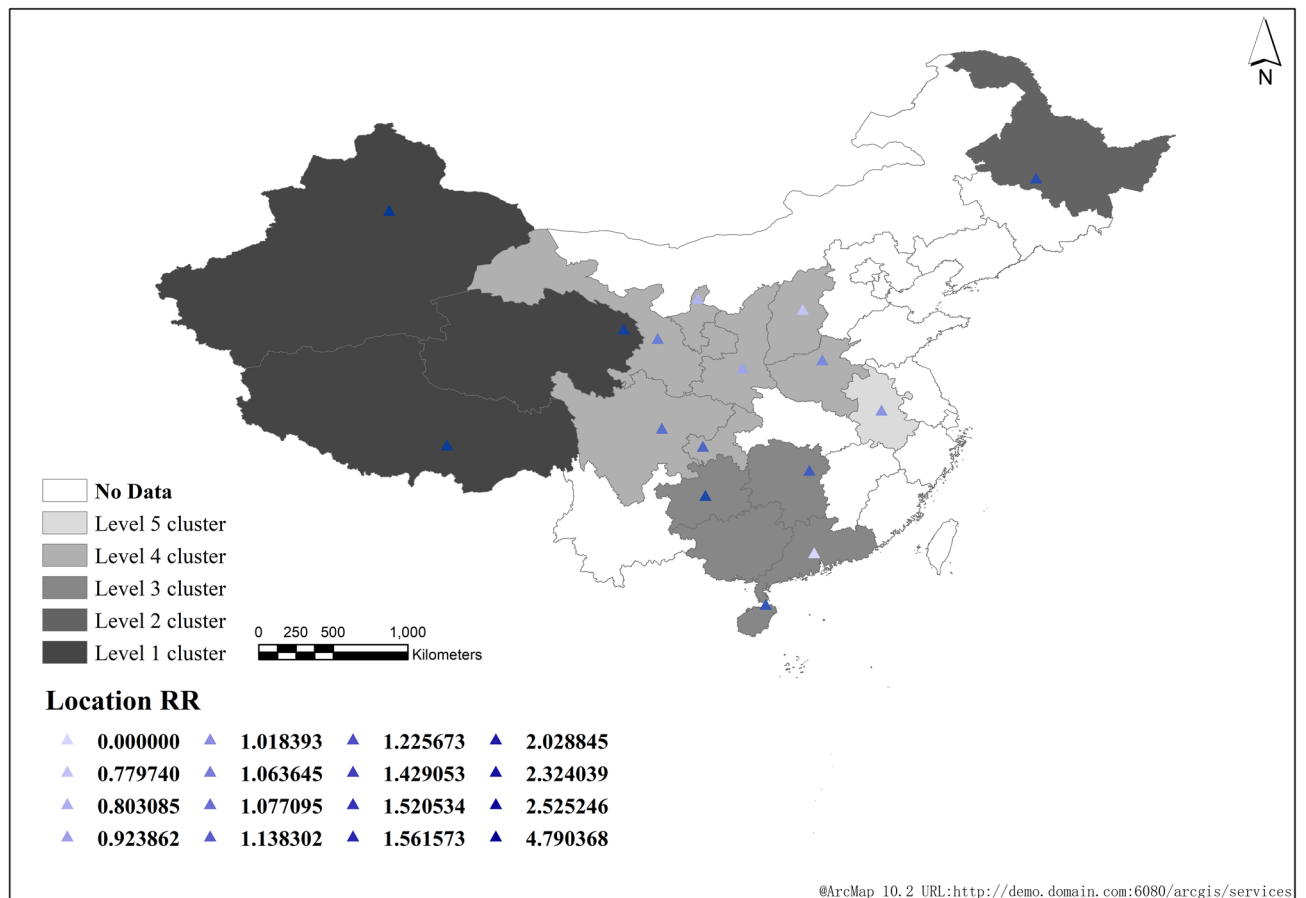 N
No Data
Level 5 cluster
Level 4 cluster
Level 3 cluster
Level 2 cluster
Level 1 cluster
0 250 500 1,000
Kilometers
Location RR
0.000000 1.018393 1.225673 2.028845
0.779740 1.063645 1.429053 2.324039
0.803085 1.077095 1.520534 2.525246
0.923862 1.138302 1.561573 4.790368
@ArcMap 10.2 URL:http://demo.domain.com:6080/arcgis/services